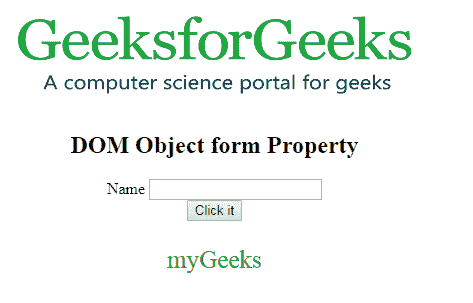 GeeksforGeeks
A computer science portal for geeks
DOM Object form Property
Name
Click it
myGeeks